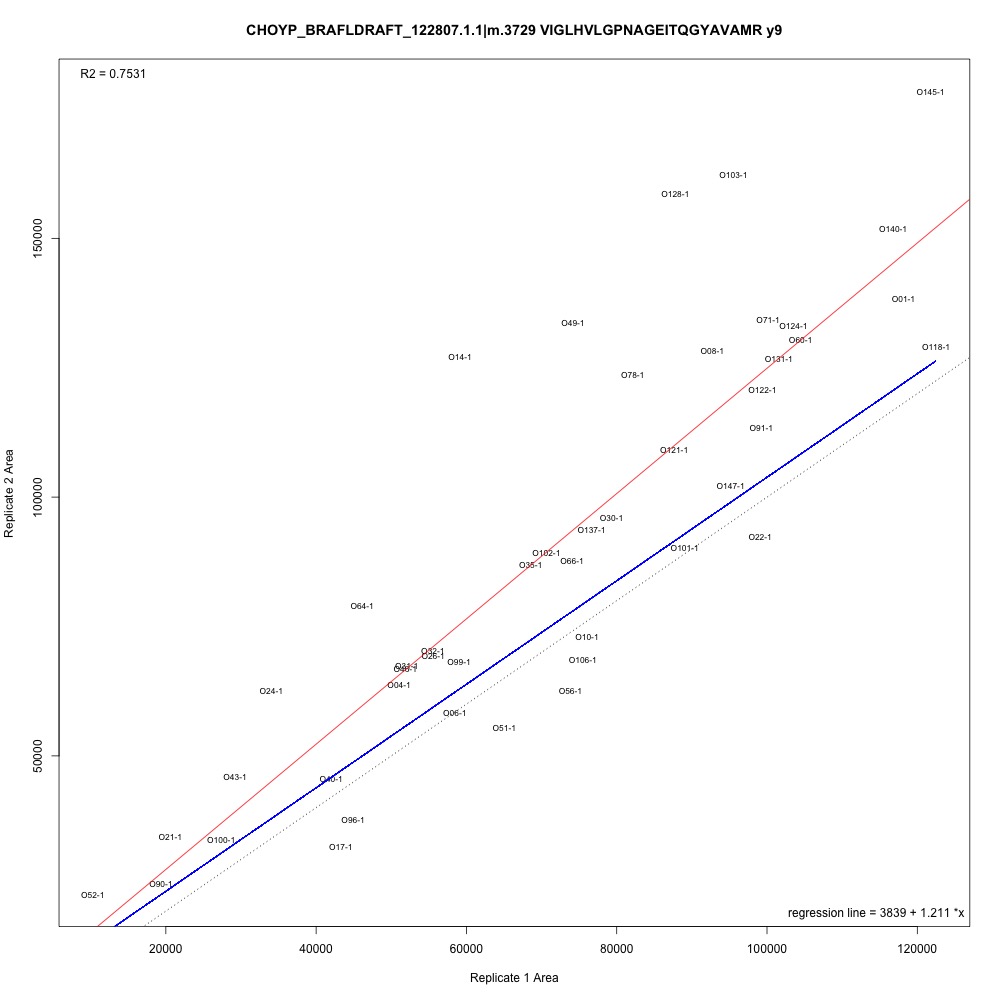 CHOYP_BRAFLDRAFT_122807.1.1|m.3729 VIGLHVLGPNAGEITQGYAVAMR y9
R2 = 0.7531
O145-1
O103-1
O128-1
O140-1
150000
O01-1
O49-1
O71-1
O124-1
O60-1
O118-1
O08-1
O14-1
O131-1
O78-1
O122-1
O91-1
O121-1
O147-1
100000
O30-1
O137-1
O22-1
O101-1
O102-1
O66-1
O35-1
O64-1
O10-1
O32-1
O26-1
O106-1
O99-1
O04-1
O24-1
O56-1
O06-1
O51-1
50000
O43-1
O40-1
O96-1
O21-1
O100-1
O17-1
O90-1
O52-1
regression line = 3839 + 1.211 *x
20000 40000 60000 80000 100000 120000
Replicate 1 Area
Replicate 2 Area